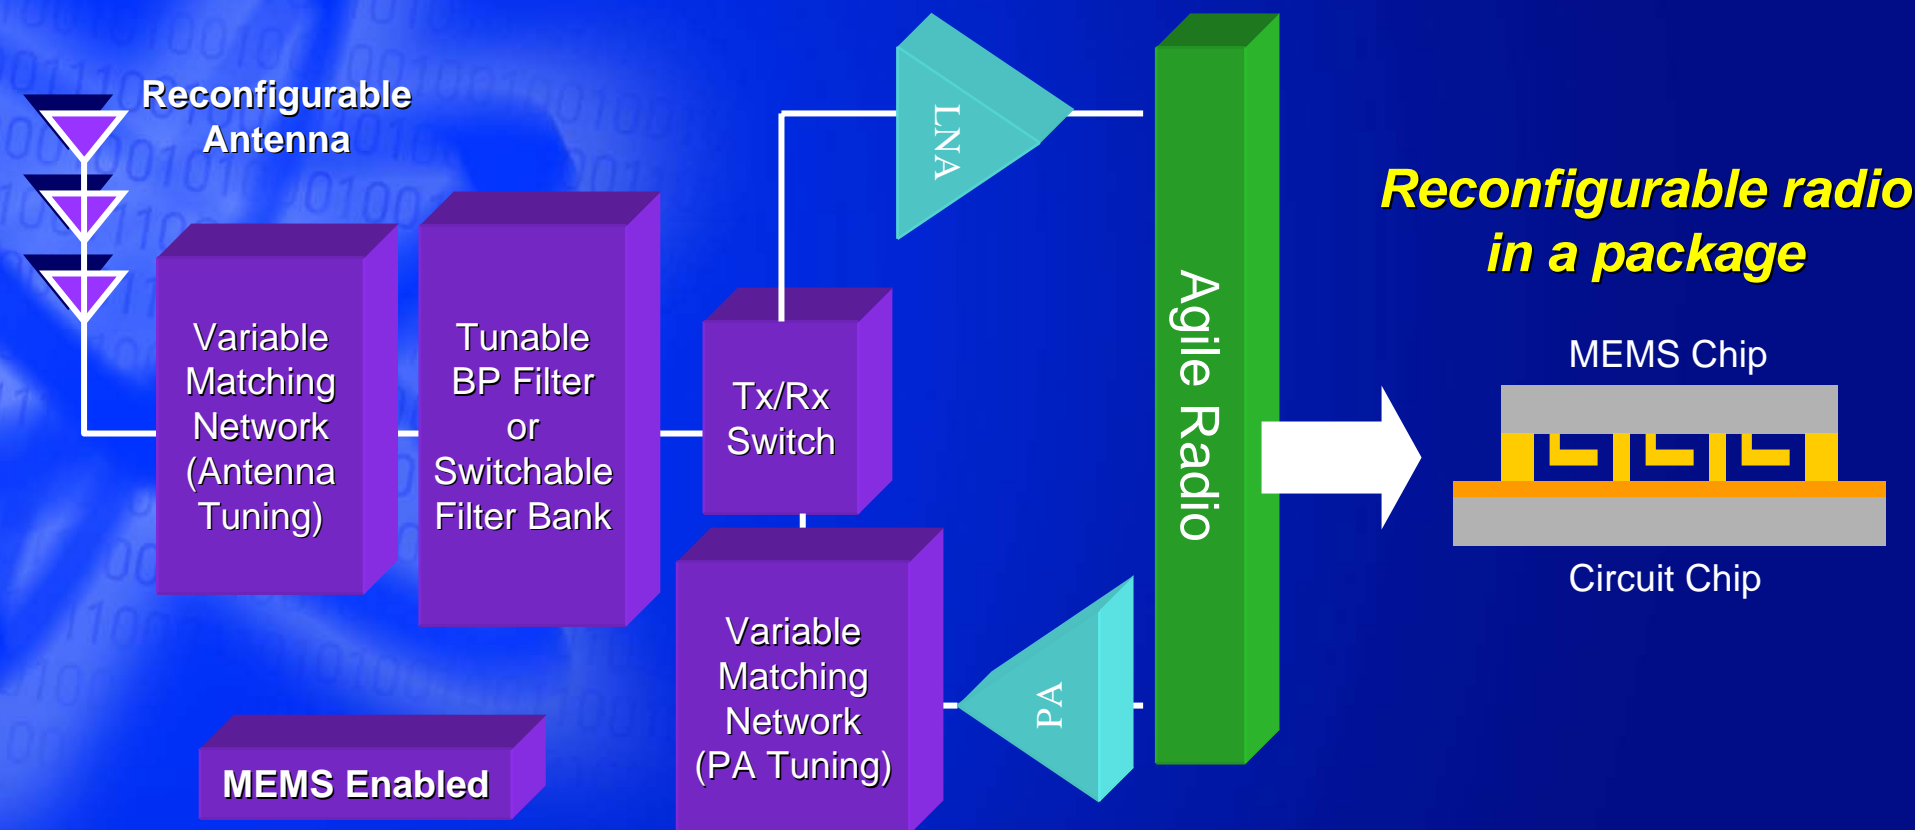 Reconfigurable
Antenna
Variable
Matching
Network
(Antenna
Tuning)
Tunable
BP Filter
or
Switchable
Filter Bank
Tx/Rx
Switch
LNA
Variable
Matching
Network
(PA Tuning)
PA
Agile Radio
MEMS Enabled
Reconfigurable radio
in a package
MEMS Chip
Circuit Chip